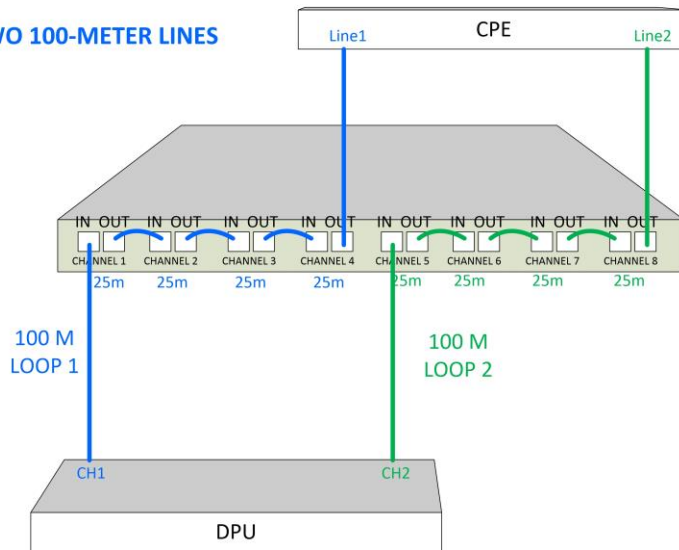 O 100-METER LINES
CPE
Line1 Line2
IN OUT IN OUT IN OUT IN OUT IN OUT IN OUT IN OUT IN OUT
CHANNEL 1 CHANNEL 2 CHANNEL 3 CHANNEL 4 CHANNEL 5 CHANNEL 6 CHANNEL 7 CHANNEL 8
25m 25m 25m 25m 25m 25m 25m 25m
100 M
LOOP 1
100 M
LOOP 2
CH1 CH2
DPU